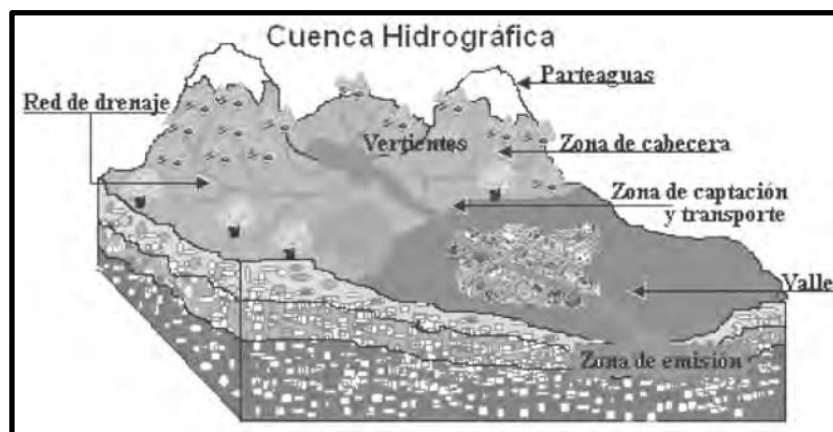 Cuenca Hidrográfica
Parteaguas
Red de drenaje
Vertientes
Zona de cabecera
Zona de captación
y transporte
Valle
Zona de emisión